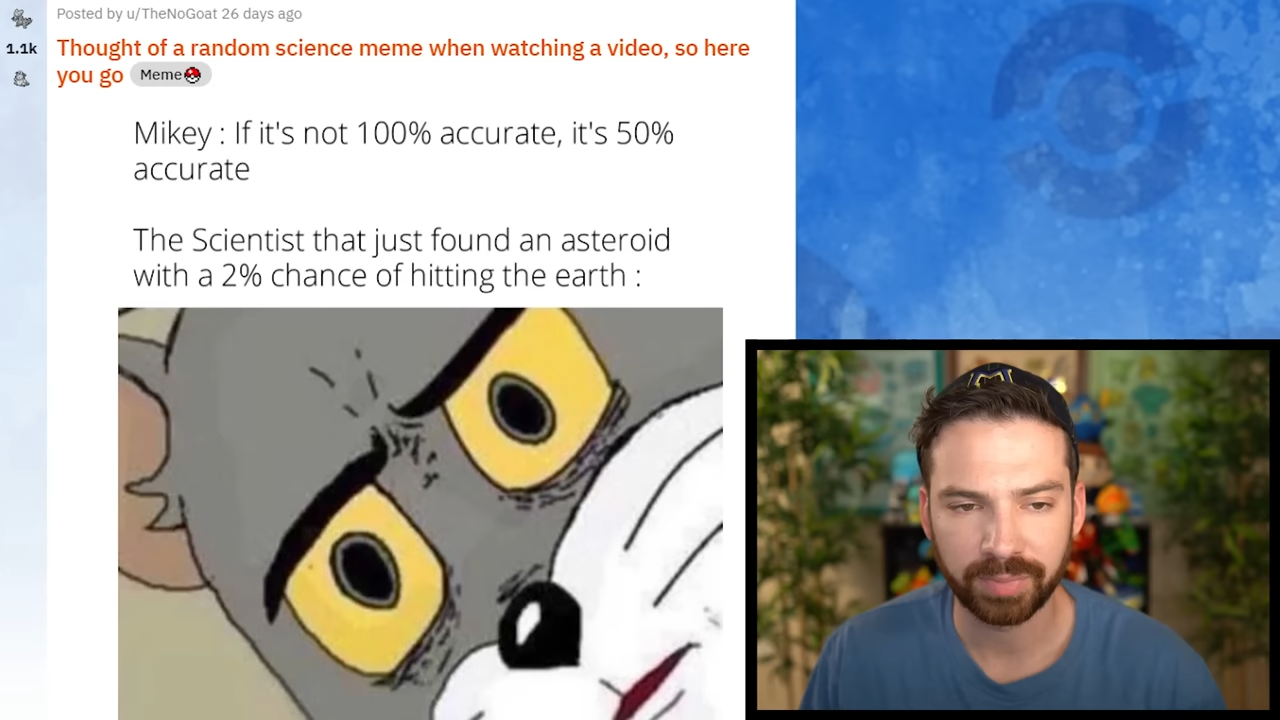 Posted by u/TheNoGoat 26 days ago
1.1k
Thought of a random science meme when watching a video, so here
you go Meme
Mikey : If it's not 100% accurate, it's 50%
accurate
The Scientist that just found an asteroid
with a 2% chance of hitting the earth :